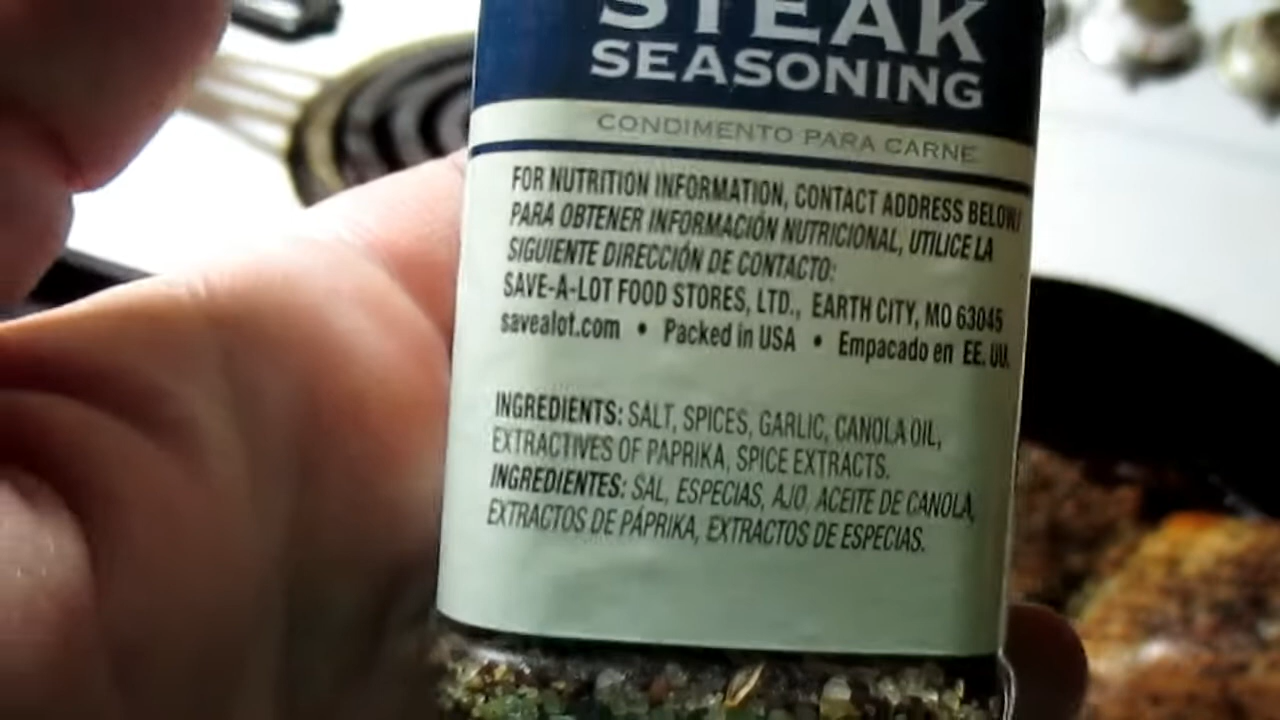 STEAK
SEASONING
CONDIMENTO PARA CARNE
FOR NUTRITION INFORMATION, CONTACT ADDRESS BELOW/
PARA OBTENER INFORMACIÓN NUTRICIONAL, UTILICE LA
SIGUIENTE DIRECCIÓN DE CONTACTO:
SAVE-A-LOT FOOD STORES, LTD., EARTH CITY, MO 63045
savealot.com • Packed in USA • Empacado en EE. UU.
INGREDIENTS: SALT, SPICES, GARLIC, CANOLA OIL,
EXTRACTIVES OF PAPRIKA, SPICE EXTRACTS.
INGREDIENTES: SAL, ESPECIAS, AJO, ACEITE DE CANOLA,
EXTRACTOS DE PÁPRIKA, EXTRACTOS DE ESPECIAS.